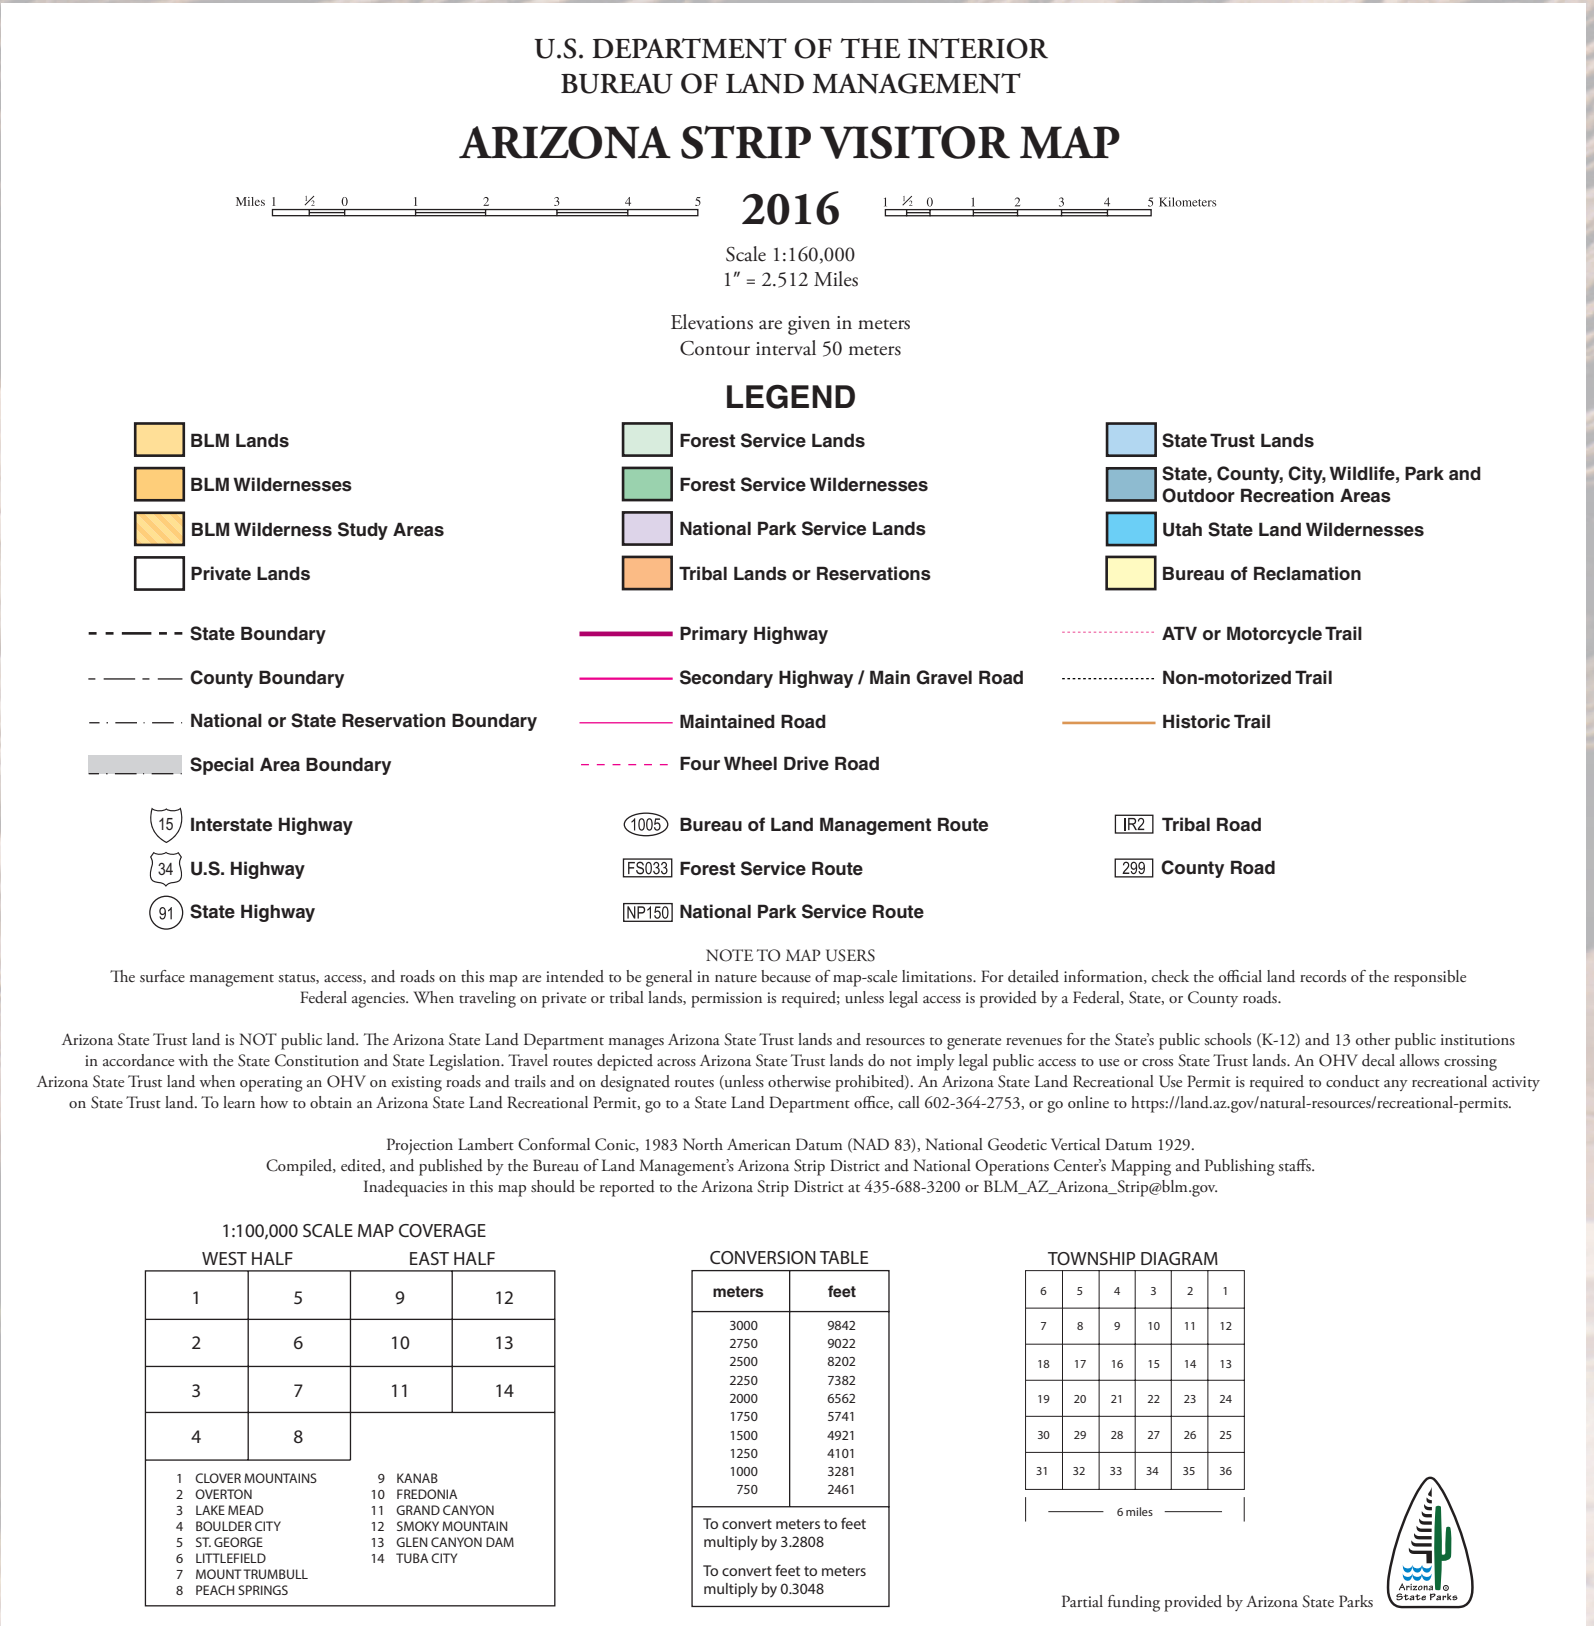 U.S. DEPARTMENT OF THE INTERIOR
BUREAU OF LAND MANAGEMENT
ARIZONA STRIP VISITOR MAP
Miles 1 ½ 0 1 2 3 4 5
2016
1 ½ 0 1 2 3 4 5 Kilometers
Scale 1:160,000
1″ = 2.512 Miles
Elevations are given in meters
Contour interval 50 meters
LEGEND
BLM Lands
Forest Service Lands
State Trust Lands
BLM Wildernesses
Forest Service Wildernesses
State, County, City, Wildlife, Park and
Outdoor Recreation Areas
BLM Wilderness Study Areas
National Park Service Lands
Utah State Land Wildernesses
Private Lands
Tribal Lands or Reservations
Bureau of Reclamation
State Boundary
Primary Highway
ATV or Motorcycle Trail
County Boundary
Secondary Highway / Main Gravel Road
Non-motorized Trail
National or State Reservation Boundary
Maintained Road
Historic Trail
Special Area Boundary
Four Wheel Drive Road
15 Interstate Highway
1005 Bureau of Land Management Route
IR2 Tribal Road
34 U.S. Highway
FS033 Forest Service Route
299 County Road
91 State Highway
NP150 National Park Service Route
NOTE TO MAP USERS
The surface management status, access, and roads on this map are intended to be general in nature because of map-scale limitations. For detailed information, check the official land records of the responsible
Federal agencies. When traveling on private or tribal lands, permission is required; unless legal access is provided by a Federal, State, or County roads.
Arizona State Trust land is NOT public land. The Arizona State Land Department manages Arizona State Trust lands and resources to generate revenues for the State's public schools (K-12) and 13 other public institutions
in accordance with the State Constitution and State Legislation. Travel routes depicted across Arizona State Trust lands do not imply legal public access to use or cross State Trust lands. An OHV decal allows crossing
Arizona State Trust land when operating an OHV on existing roads and trails and on designated routes (unless otherwise prohibited). An Arizona State Land Recreational Use Permit is required to conduct any recreational activity
on State Trust land. To learn how to obtain an Arizona State Land Recreational Permit, go to a State Land Department office, call 602-364-2753, or go online to https://land.az.gov/natural-resources/recreational-permits.
Projection Lambert Conformal Conic, 1983 North American Datum (NAD 83), National Geodetic Vertical Datum 1929.
Compiled, edited, and published by the Bureau of Land Management's Arizona Strip District and National Operations Center's Mapping and Publishing staffs.
Inadequacies in this map should be reported to the Arizona Strip District at 435-688-3200 or BLM_AZ_Arizona_Strip@blm.gov.
1:100,000 SCALE MAP COVERAGE
WEST HALF EAST HALF
1 5 9 12
2 6 10 13
3 7 11 14
4 8
1 CLOVER MOUNTAINS
2 OVERTON
3 LAKE MEAD
4 BOULDER CITY
5 ST. GEORGE
6 LITTLEFIELD
7 MOUNT TRUMBULL
8 PEACH SPRINGS
9 KANAB
10 FREDONIA
11 GRAND CANYON
12 SMOKY MOUNTAIN
13 GLEN CANYON DAM
14 TUBA CITY
CONVERSION TABLE
meters feet
3000 9842
2750 9022
2500 8202
2250 7382
2000 6562
1750 5741
1500 4921
1250 4101
1000 3281
750 2461
To convert meters to feet
multiply by 3.2808
To convert feet to meters
multiply by 0.3048
TOWNSHIP DIAGRAM
6 5 4 3 2 1
7 8 9 10 11 12
18 17 16 15 14 13
19 20 21 22 23 24
30 29 28 27 26 25
31 32 33 34 35 36
6 miles
Partial funding provided by Arizona State Parks
Arizona ®
State Parks